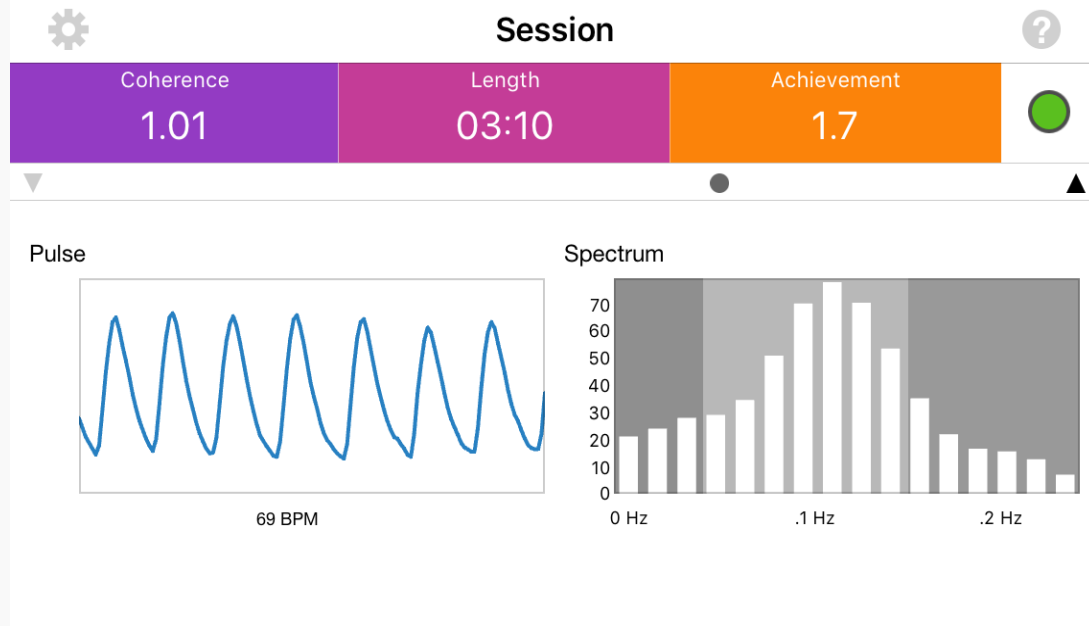 Session
?
Coherence
1.01
Length
03:10
Achievement
1.7
Pulse
69 BPM
Spectrum
70
60
50
40
30
20
10
0
0 Hz
.1 Hz
.2 Hz